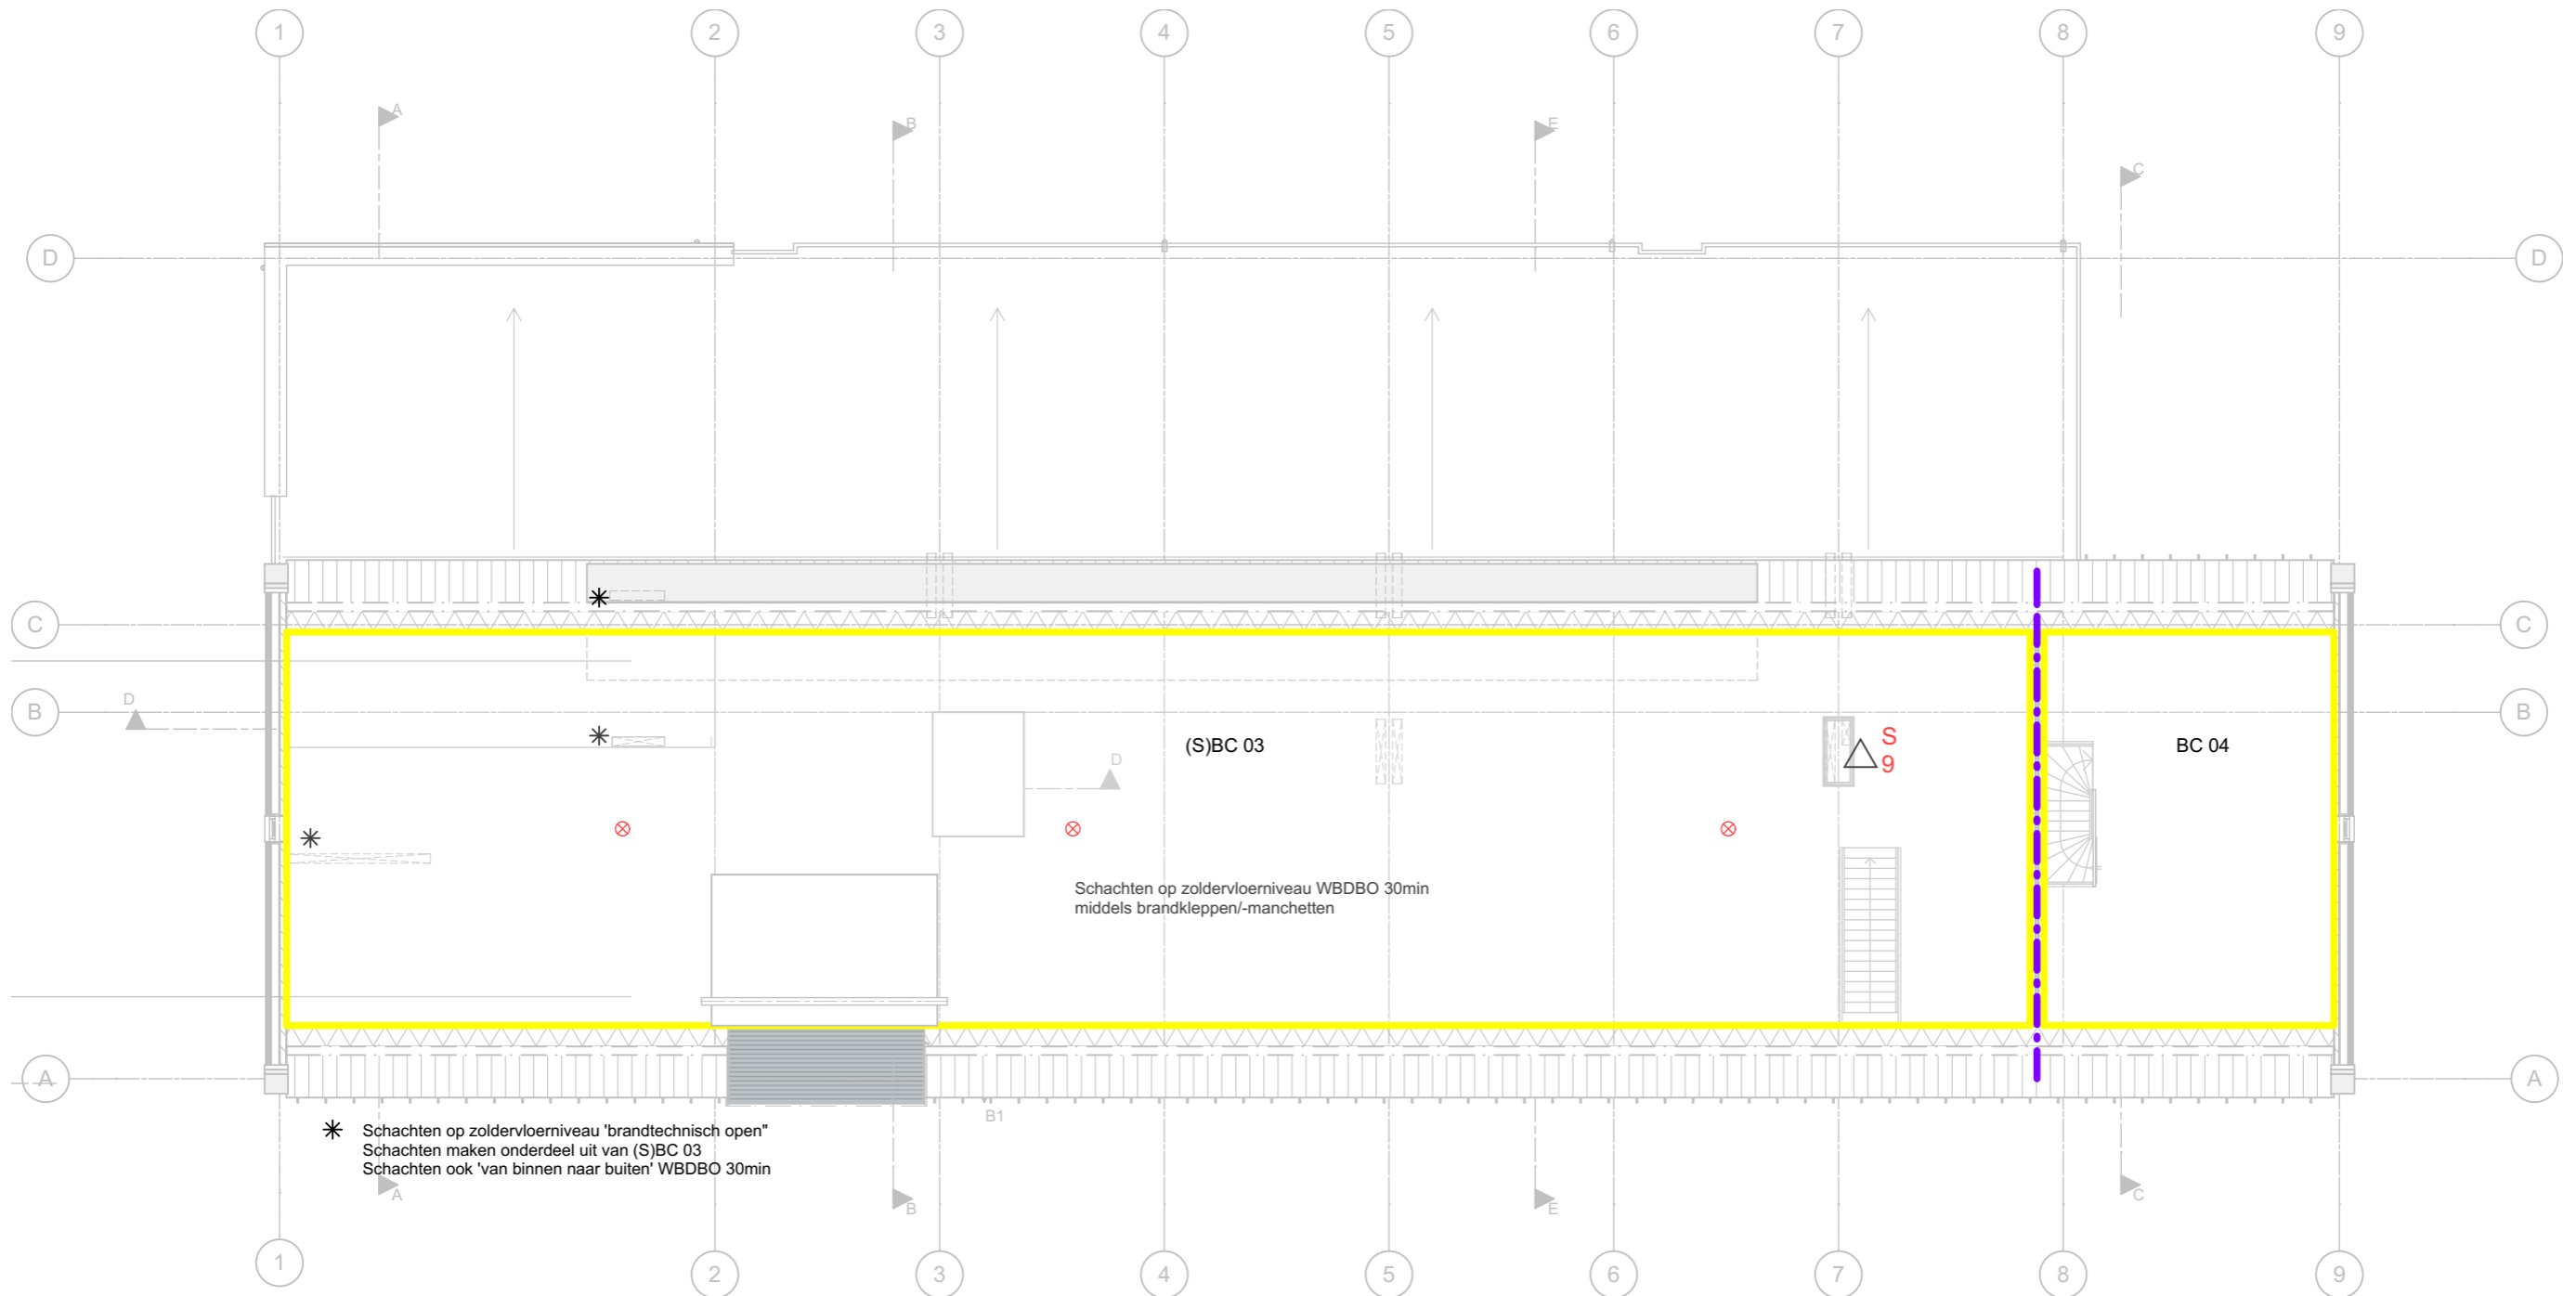 1 2 3 4 5 6 7 8 9
A B E C
D D
C C
B D (S)BC 03 S BC 04 B
D 9
Schachten op zoldervloerniveau WBDBO 30min
middels brandkleppen/-manchetten
A A
B1
Schachten op zoldervloerniveau 'brandtechnisch open"
Schachten maken onderdeel uit van (S)BC 03
Schachten ook 'van binnen naar buiten' WBDBO 30min
A B E C
1 2 3 4 5 6 7 8 9